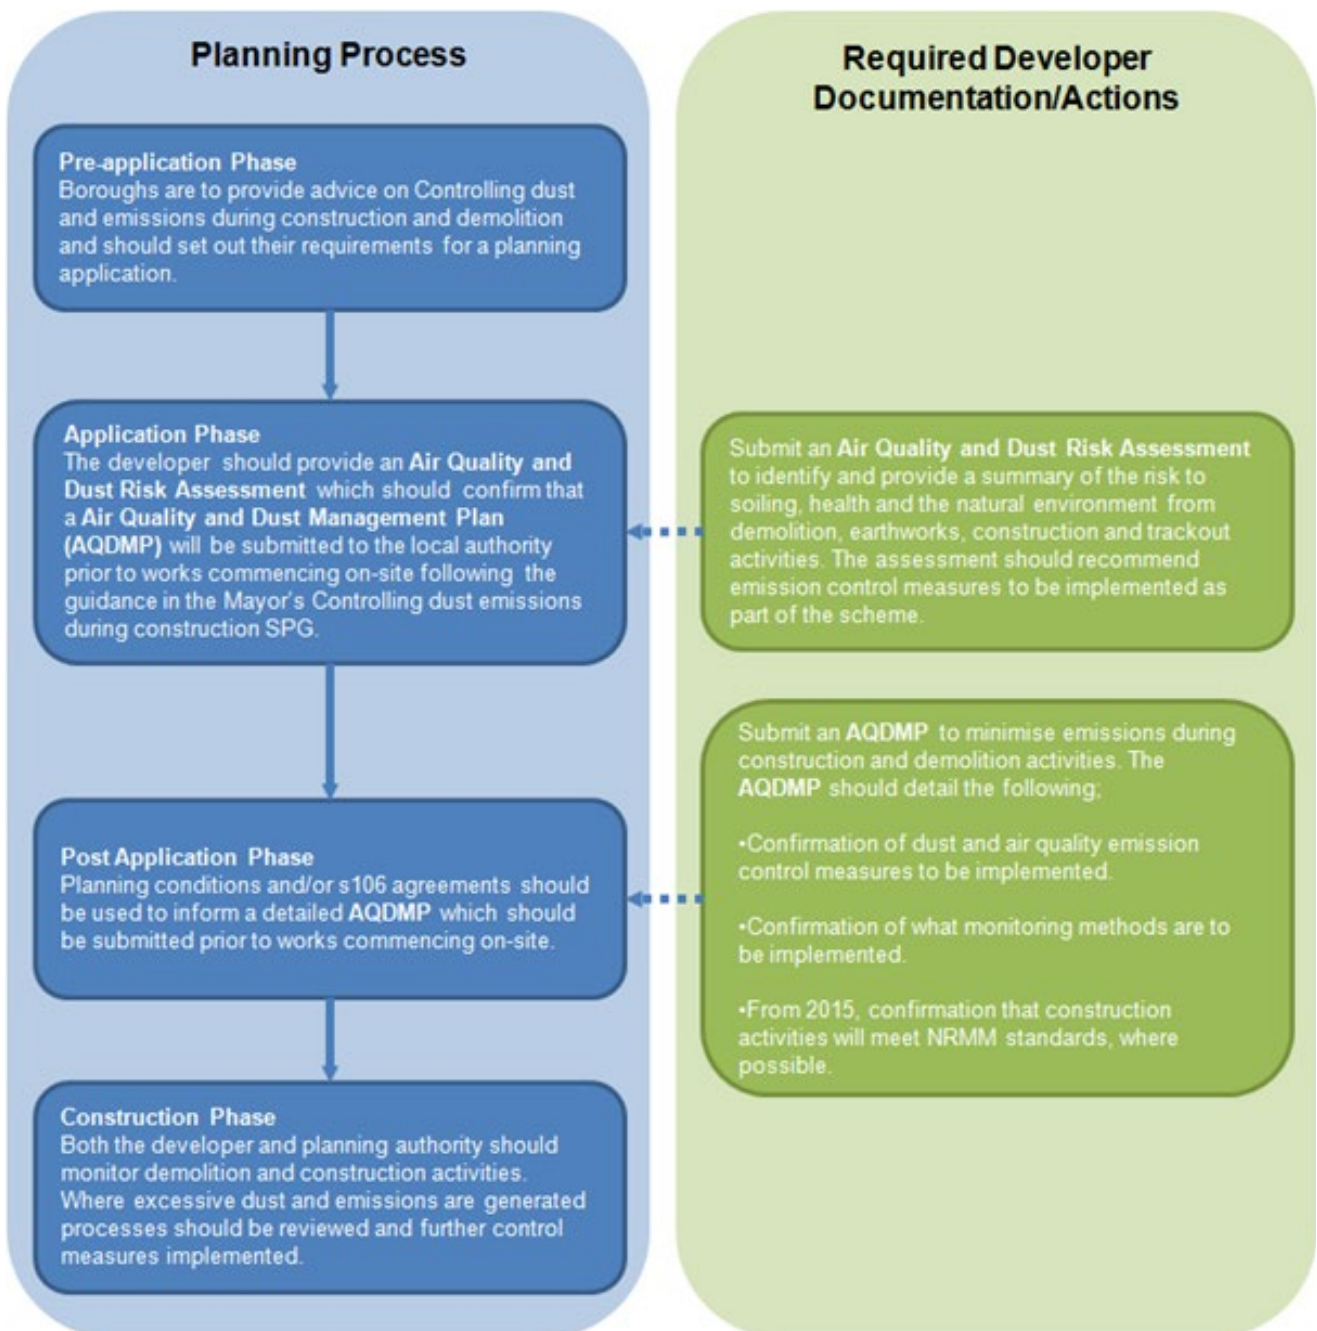 Planning Process
Pre-application Phase
Boroughs are to provide advice on Controlling dust
and emissions during construction and demolition
and should set out their requirements for a planning
application.
Application Phase
The developer should provide an Air Quality and
Dust Risk Assessment which should confirm that
a Air Quality and Dust Management Plan
(AQDMP) will be submitted to the local authority
prior to works commencing on-site following the
guidance in the Mayor's Controlling dust emissions
during construction SPG.
Post Application Phase
Planning conditions and/or s106 agreements should
be used to inform a detailed AQDMP which should
be submitted prior to works commencing on-site.
Construction Phase
Both the developer and planning authority should
monitor demolition and construction activities.
Where excessive dust and emissions are generated
processes should be reviewed and further control
measures implemented.
Required Developer
Documentation/Actions
Submit an Air Quality and Dust Risk Assessment
to identify and provide a summary of the risk to
soiling, health and the natural environment from
demolition, earthworks, construction and trackout
activities. The assessment should recommend
emission control measures to be implemented as
part of the scheme.
Submit an AQDMP to minimise emissions during
construction and demolition activities. The
AQDMP should detail the following;
•Confirmation of dust and air quality emission
control measures to be implemented.
•Confirmation of what monitoring methods are to
be implemented.
•From 2015, confirmation that construction
activities will meet NRMM standards, where
possible.